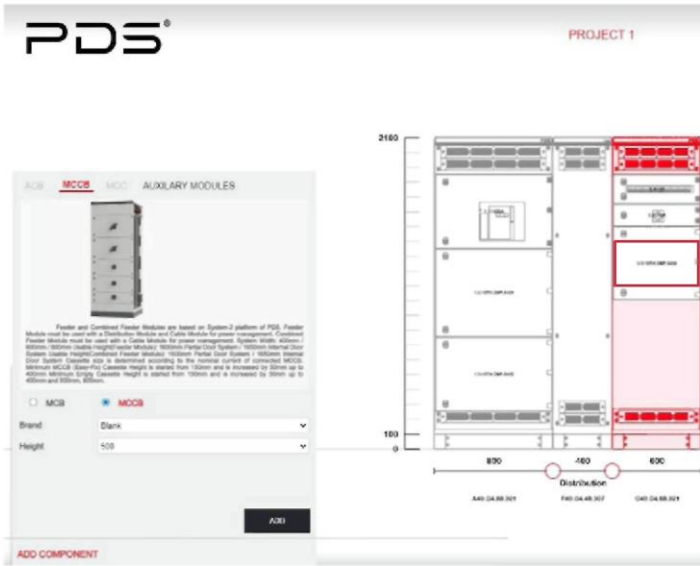 PDS®
PROJECT 1
ACB MCCB MCC AUXILARY MODULES
Feeder and Combined Feeder Modules are based on System-2 platform of PDS. Feeder
Module must be used with a Distribution Module and Cable Module for power management. Combined
Feeder Module must be used with a Cable Module for power management. System Width: 400mm /
600mm / 800mm Usable Height(Feeder Module): 1600mm Partial Door System / 1650mm Internal Door
System Usable Height(Combined Feeder Module): 1600mm Partial Door System / 1650mm Internal
Door System Cassette size is determined according to the nominal current of connected MCCB.
Minimum MCCB (Easy-Fix) Cassette Height is started from 150mm and is increased by 50mm up to
400mm Minimum Empty Cassette Height is started from 150mm and is increased by 50mm up to
400mm and 500mm, 600mm.
MCB
MCCB
Brand
Blank
Height
500
ADD
ADD COMPONENT
2100
100
0
800
400
600
Distribution